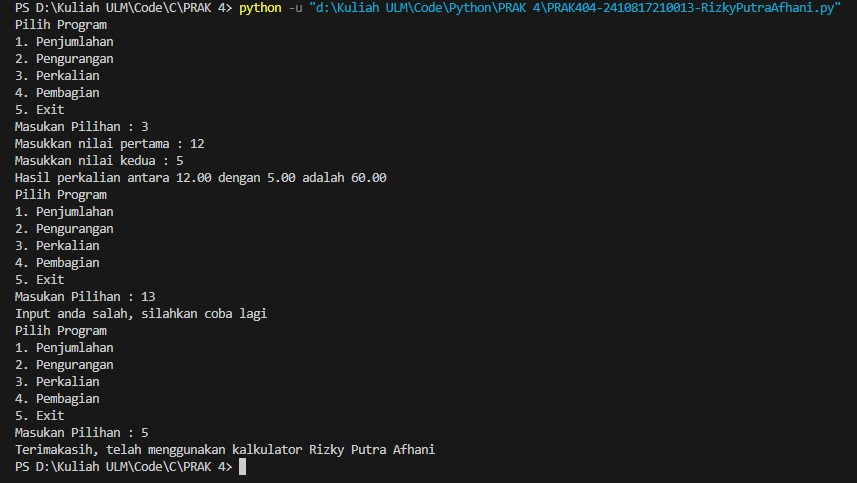 PS D:\Kuliah ULM\Code\C\PRAK 4> python -u "d:\Kuliah ULM\Code\Python\PRAK 4\PRAK404-2410817210013-RizkyPutraAfhani.py"
Pilih Program
1. Penjumlahan
2. Pengurangan
3. Perkalian
4. Pembagian
5. Exit
Masukan Pilihan : 3
Masukkan nilai pertama : 12
Masukkan nilai kedua : 5
Hasil perkalian antara 12.00 dengan 5.00 adalah 60.00
Pilih Program
1. Penjumlahan
2. Pengurangan
3. Perkalian
4. Pembagian
5. Exit
Masukan Pilihan : 13
Input anda salah, silahkan coba lagi
Pilih Program
1. Penjumlahan
2. Pengurangan
3. Perkalian
4. Pembagian
5. Exit
Masukan Pilihan : 5
Terimakasih, telah menggunakan kalkulator Rizky Putra Afhani
PS D:\Kuliah ULM\Code\C\PRAK 4>